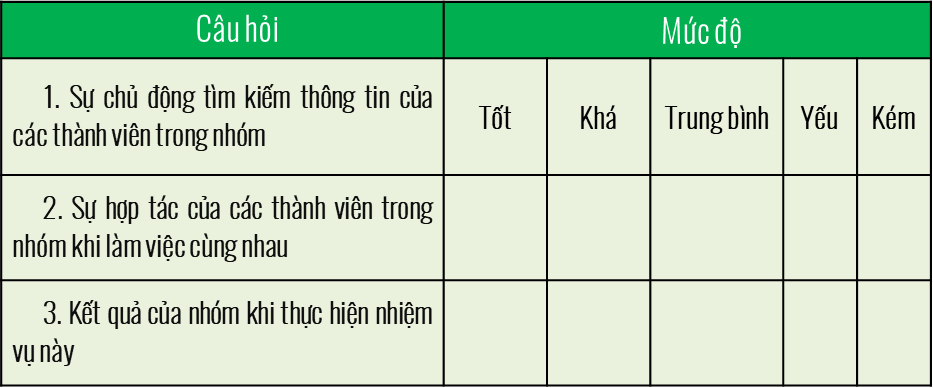 Câu hỏi
Mức độ
1. Sự chủ động tìm kiếm thông tin của
các thành viên trong nhóm
Tốt
Khá
Trung bình
Yếu
Kém
2. Sự hợp tác của các thành viên trong
nhóm khi làm việc cùng nhau
3. Kết quả của nhóm khi thực hiện nhiệm
vụ này